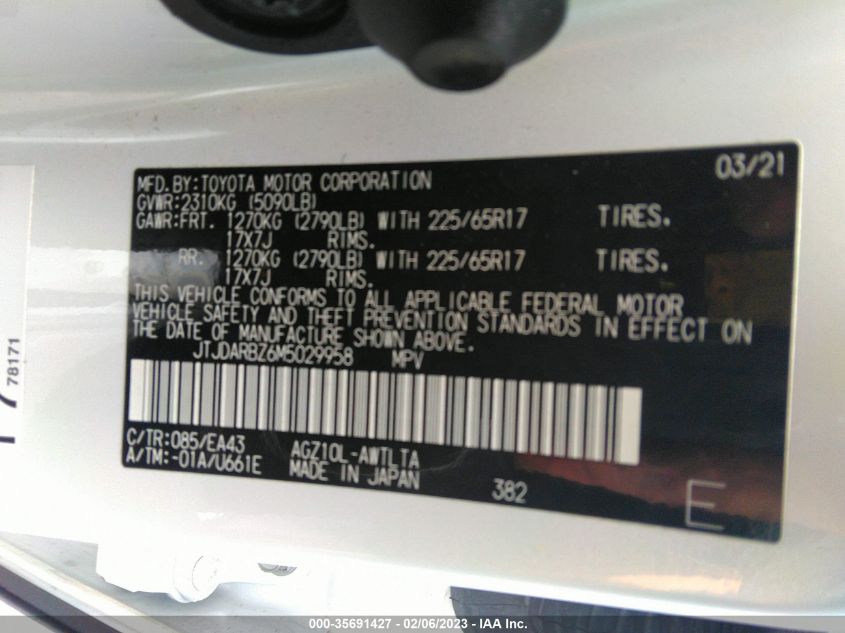 MFD.BY:TOYOTA MOTOR CORPORATION 03/21
GVWR:2310KG (5090LB)
GAWR:FRT. 1270KG (2790LB) WITH 225/65R17 TIRES.
17X7J RIMS.
RR. 1270KG (2790LB) WITH 225/65R17 TIRES.
17X7J RIMS.
THIS VEHICLE CONFORMS TO ALL APPLICABLE FEDERAL MOTOR
VEHICLE SAFETY AND THEFT PREVENTION STANDARDS IN EFFECT ON
THE DATE OF MANUFACTURE SHOWN ABOVE.
JTJDARBZ6M5029958 MPV
C/TR:085/EA43 AGZ10L-AWTLTA
A/TM:-01A/U661E MADE IN JAPAN 382 E
78171
000-35691427 - 02/06/2023 - IAA Inc.